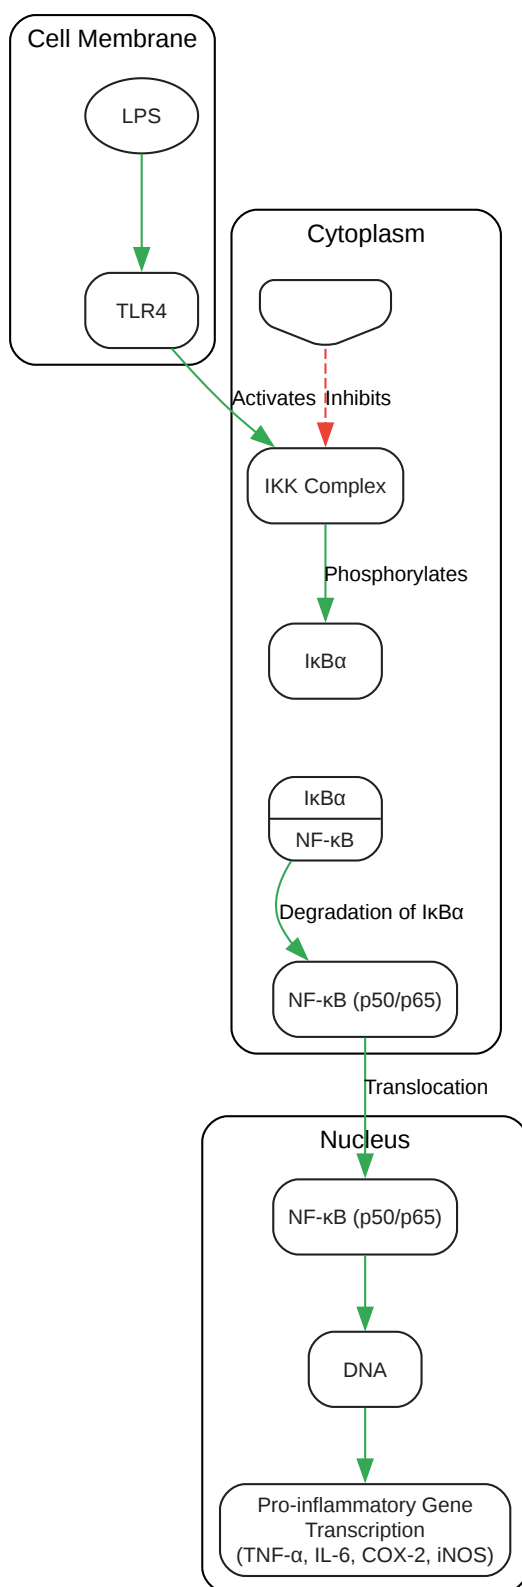 Cell Membrane
LPS
TLR4
Cytoplasm
Activates
Inhibits
IKK Complex
Phosphorylates
IκBα
IκBα
NF-κB
Degradation of IκBα
NF-κB (p50/p65)
Translocation
Nucleus
NF-κB (p50/p65)
DNA
Pro-inflammatory Gene
Transcription
(TNF-α, IL-6, COX-2, iNOS)